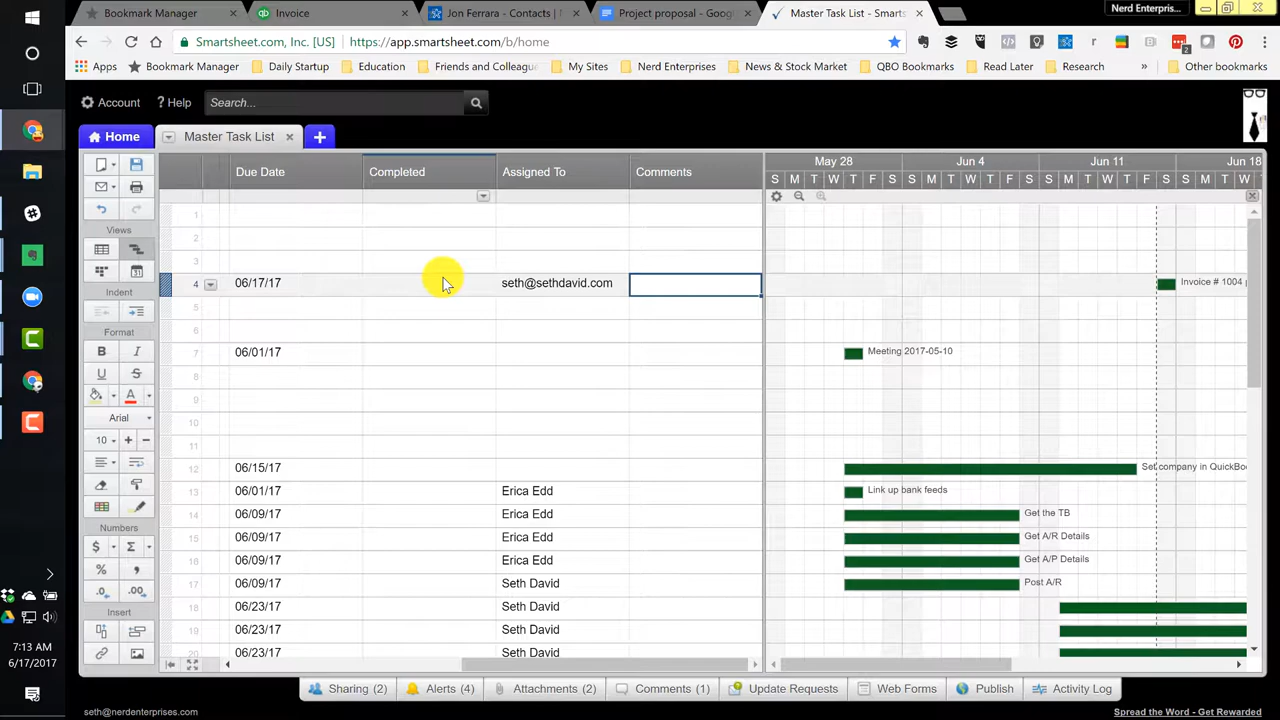 Bookmark Manager
Invoice
Jon Ferrara - Contacts |
Project proposal - Goog
Master Task List - Smarts
Nerd Enterpris...
Smartsheet.com, Inc. [US] https://app.smartsheet.com/b/home
Apps Bookmark Manager Daily Startup Education Friends and Collea My Sites Nerd Enterprises News & Stock Market QBO Bookmarks Read Later Research » Other bookmarks
Account Help Search...
Home Master Task List
Due Date Completed Assigned To Comments May 28 Jun 4 Jun 11 Jun 18
S M T W T F S S M T W T F S S M T W T F S S M T W
1
Views 2
3
4 06/17/17 seth@sethdavid.com Invoice # 1004
Indent 5
Format 6
7 06/01/17 Meeting 2017-05-10
B I 8
U S 9
A 10
Arial 11
10 + − 12 06/15/17 Set company in QuickBo
13 06/01/17 Erica Edd Link up bank feeds
14 06/09/17 Erica Edd Get the TB
Numbers 15 06/09/17 Erica Edd Get A/R Details
$ Σ 16 06/09/17 Erica Edd Get A/P Details
% , 17 06/09/17 Seth David Post A/R
.0 .00 18 06/23/17 Seth David
Insert 19 06/23/17 Seth David
20 06/23/17 Seth David
7:13 AM
6/17/2017
Sharing (2) Alerts (4) Attachments (2) Comments (1) Update Requests Web Forms Publish Activity Log
seth@nerdenterprises.com Spread the Word - Get Rewarded